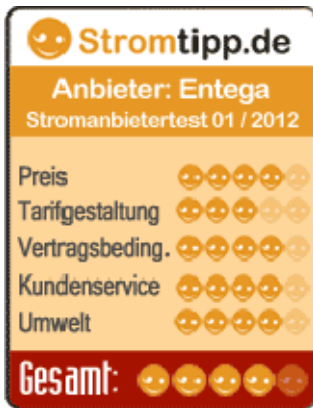 Stromtipp.de
Anbieter: Entega
Stromanbietertest 01 / 2012
Preis
Tarifgestaltung
Vertragsbeding.
Kundenservice
Umwelt
Gesamt: